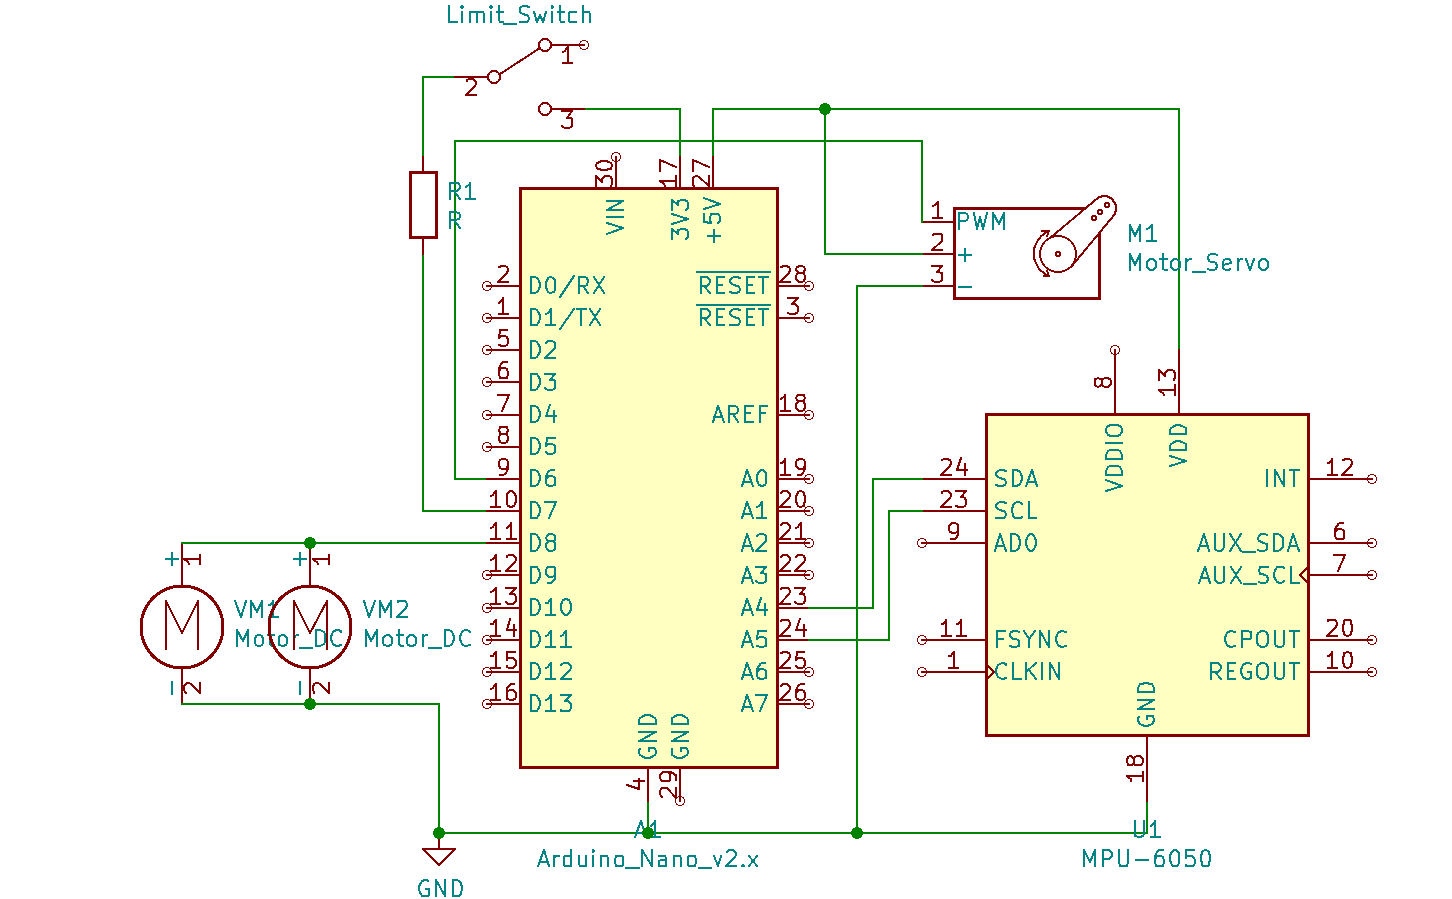 Limit_Switch
1
2
3
R1
R
30
17
27
VIN
3V3
+5V
2 D0/RX
1 D1/TX
5 D2
6 D3
7 D4
8 D5
9 D6
10 D7
11 D8
12 D9
13 D10
14 D11
15 D12
16 D13
RESET 28
RESET 3
AREF 18
A0 19
A1 20
A2 21
A3 22
A4 23
A5 24
A6 25
A7 26
GND
GND
4
29
A1
Arduino_Nano_v2.x
1 PWM
2 +
3 −
M1
Motor_Servo
8
13
VDDIO
VDD
24 SDA
23 SCL
9 AD0
11 FSYNC
1 CLKIN
INT 12
AUX_SDA 6
AUX_SCL 7
CPOUT 20
REGOUT 10
GND
18
U1
MPU-6050
+ 1
M
− 2
VM1
Motor_DC
+ 1
M
− 2
VM2
Motor_DC
GND